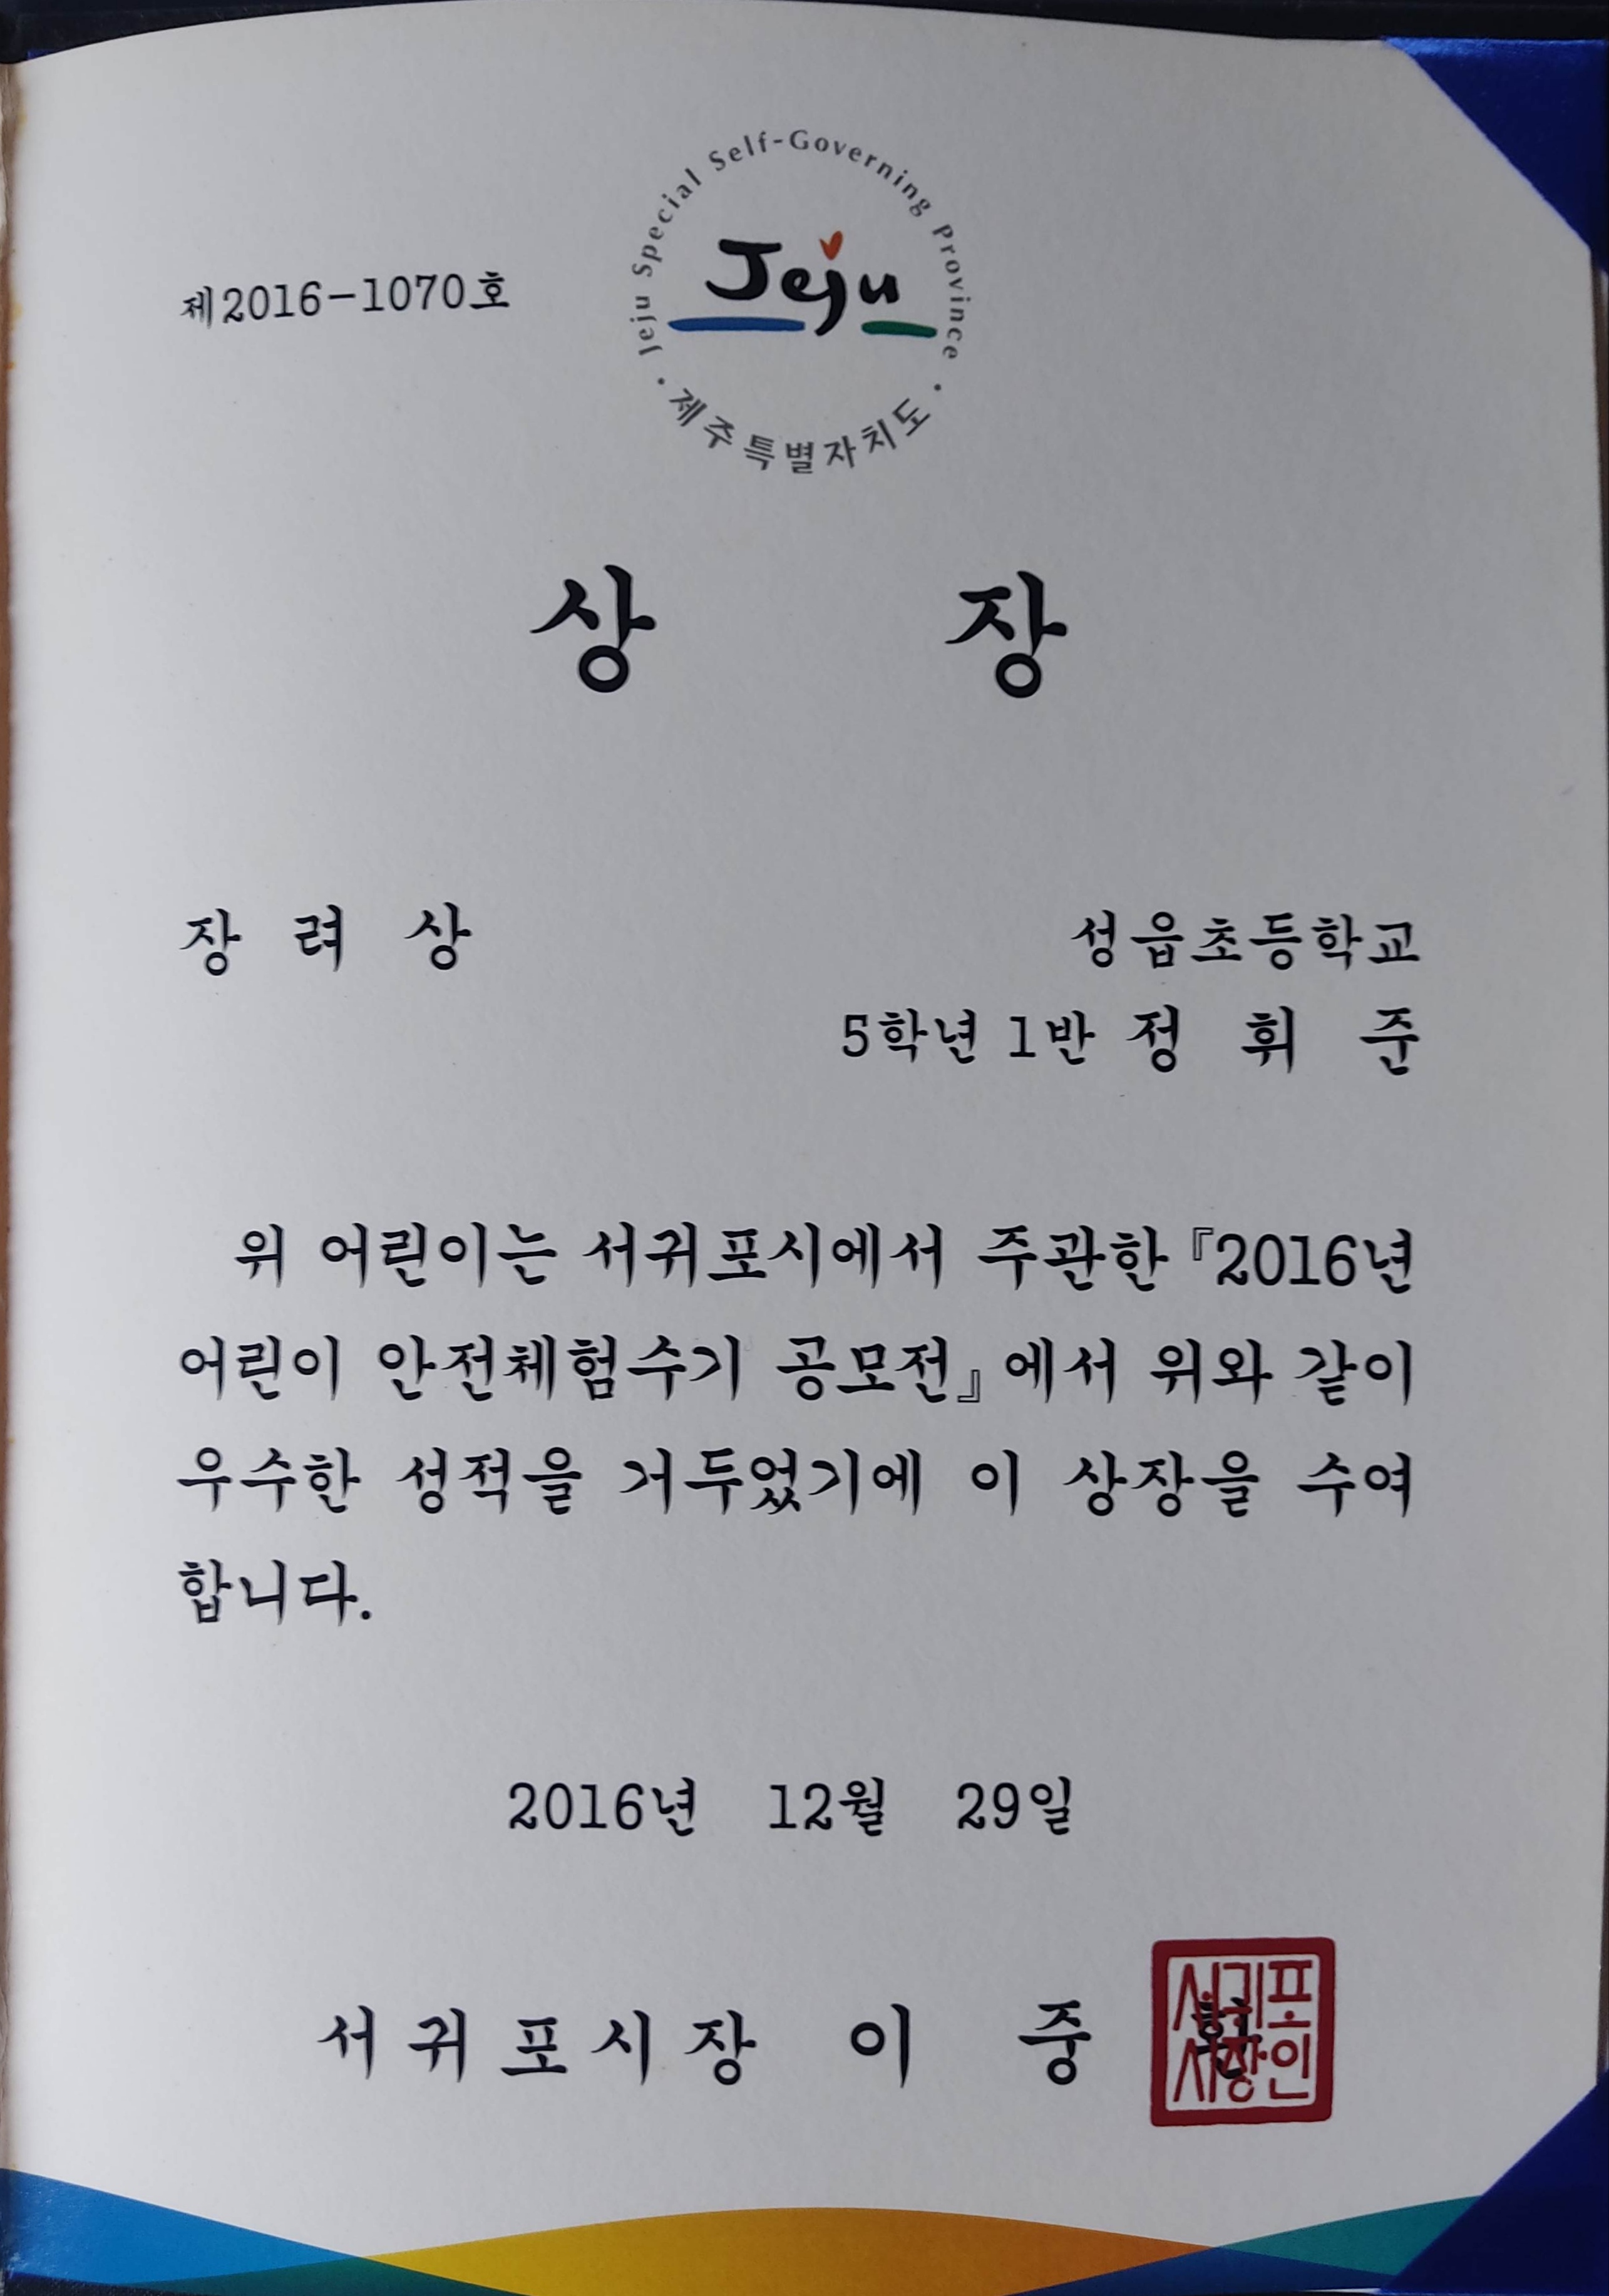 제2016-1070호
Jeju Special Self-Governing Province
Jeju
제주특별자치도
상 장
장 려 상
성읍초등학교
5학년 1반 정 휘 준
위 어린이는 서귀포시에서 주관한『2016년
어린이 안전체험수기 공모전』에서 위와 같이
우수한 성적을 거두었기에 이 상장을 수여
합니다.
2016년 12월 29일
서귀포시장 이 중 환
서귀포
시장인